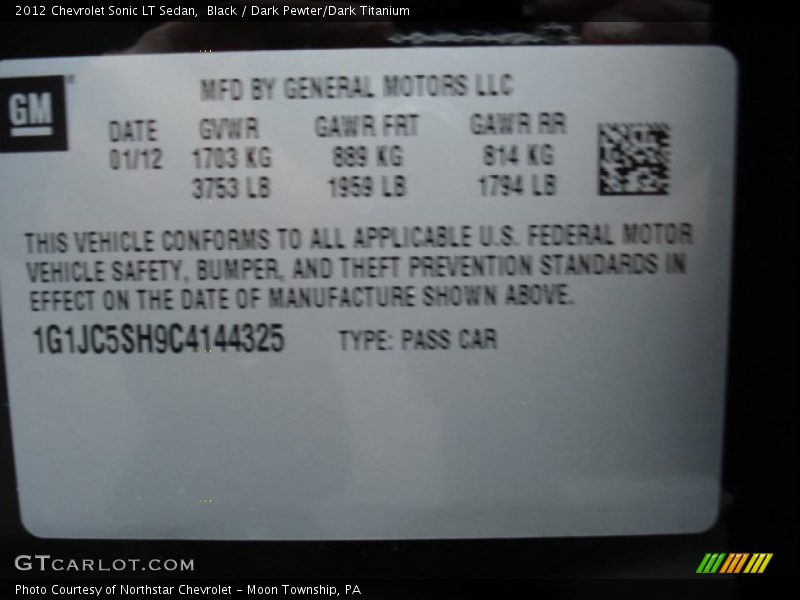 2012 Chevrolet Sonic LT Sedan,  Black / Dark Pewter/Dark Titanium
GM
MFD BY GENERAL MOTORS LLC
DATE GVWR GAWR FRT GAWR RR
01/12 1703 KG 889 KG 814 KG
3753 LB 1959 LB 1794 LB
THIS VEHICLE CONFORMS TO ALL APPLICABLE U.S. FEDERAL MOTOR
VEHICLE SAFETY, BUMPER, AND THEFT PREVENTION STANDARDS IN
EFFECT ON THE DATE OF MANUFACTURE SHOWN ABOVE.
1G1JC5SH9C4144325 TYPE: PASS CAR
GTCARLOT.COM
Photo Courtesy of Northstar Chevrolet - Moon Township, PA